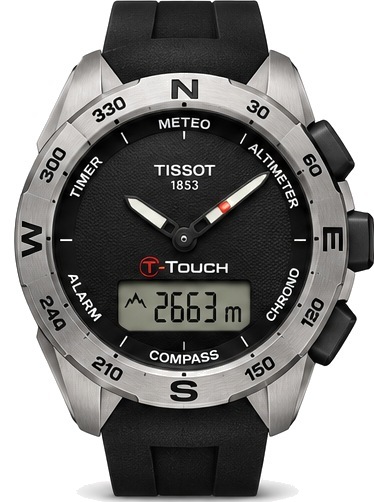 N
30
60
E
120
150
S
210
240
W
300
330
METEO
ALTIMETER
CHRONO
COMPASS
ALARM
TIMER
TISSOT
1853
T-TOUCH
2663 m